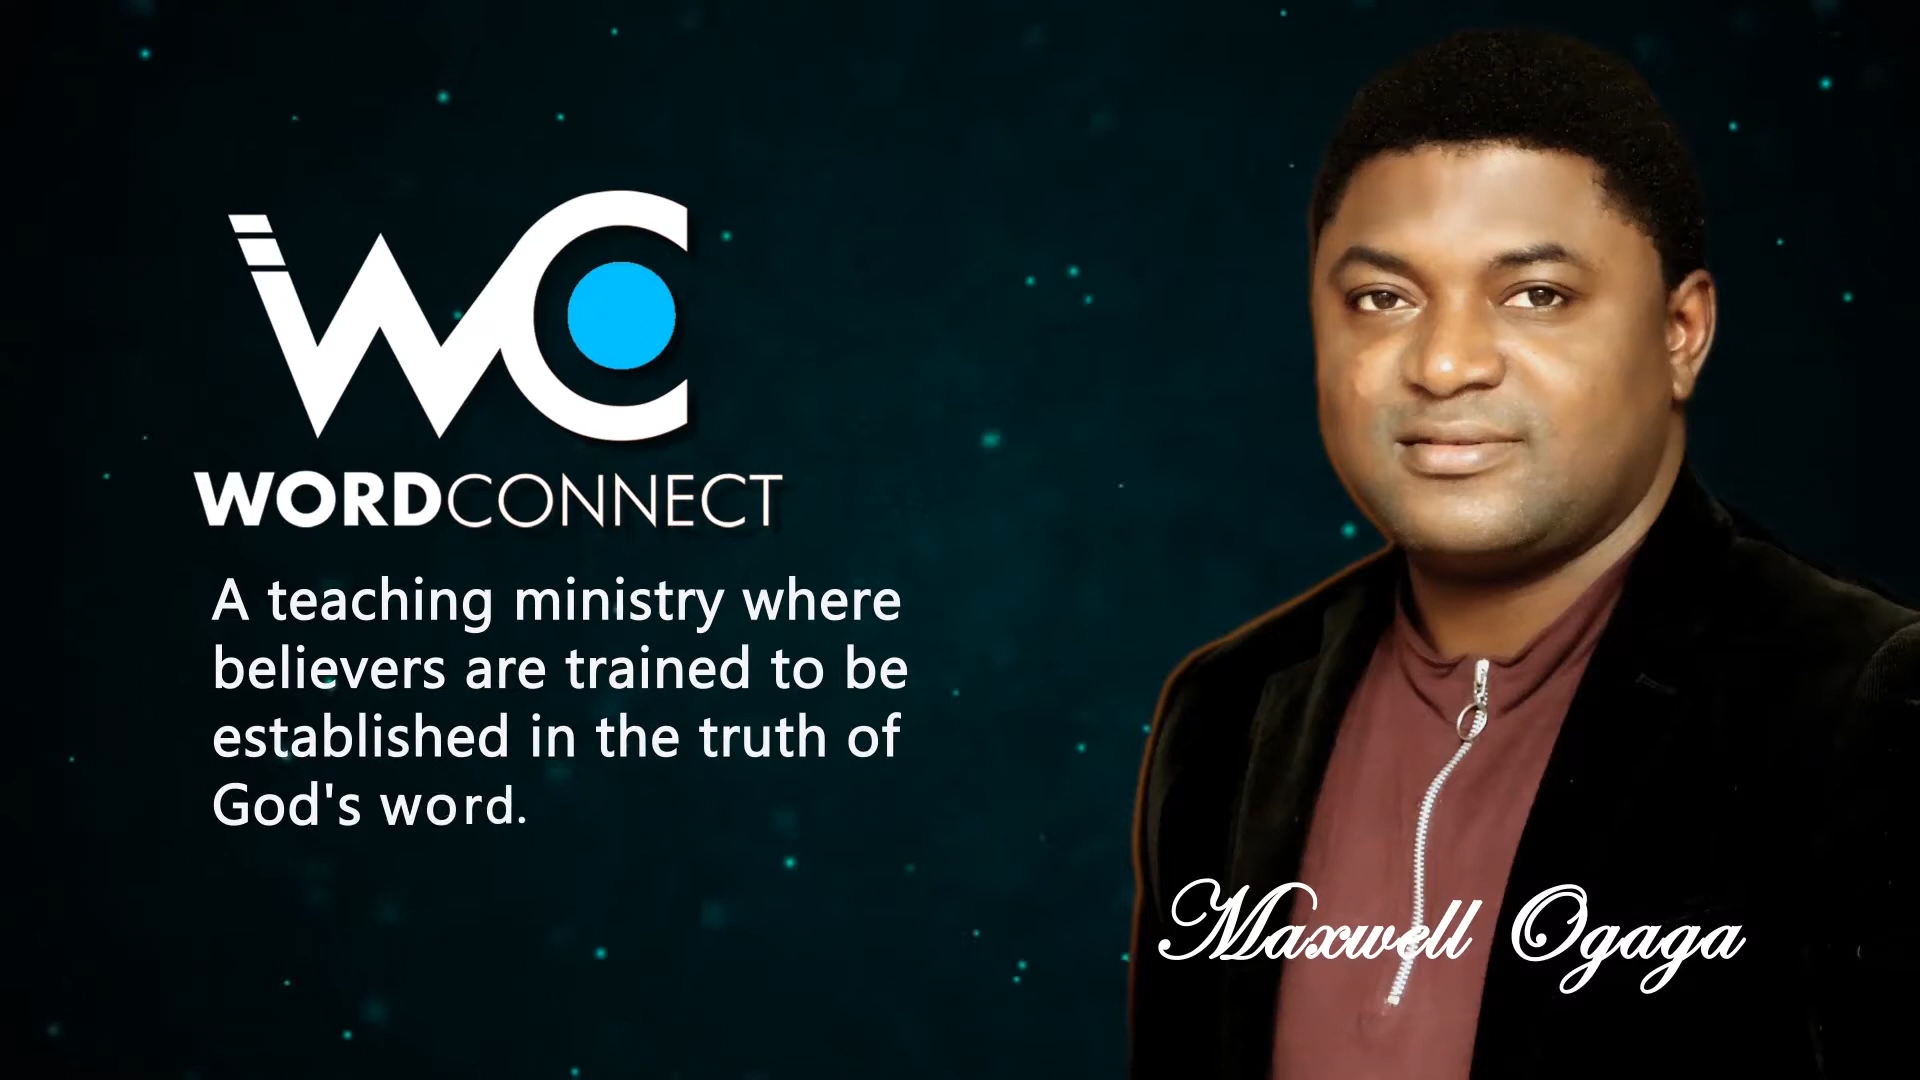 WC
WORDCONNECT
A teaching ministry where
believers are trained to be
established in the truth of
God's word.
Maxwell Ogaga